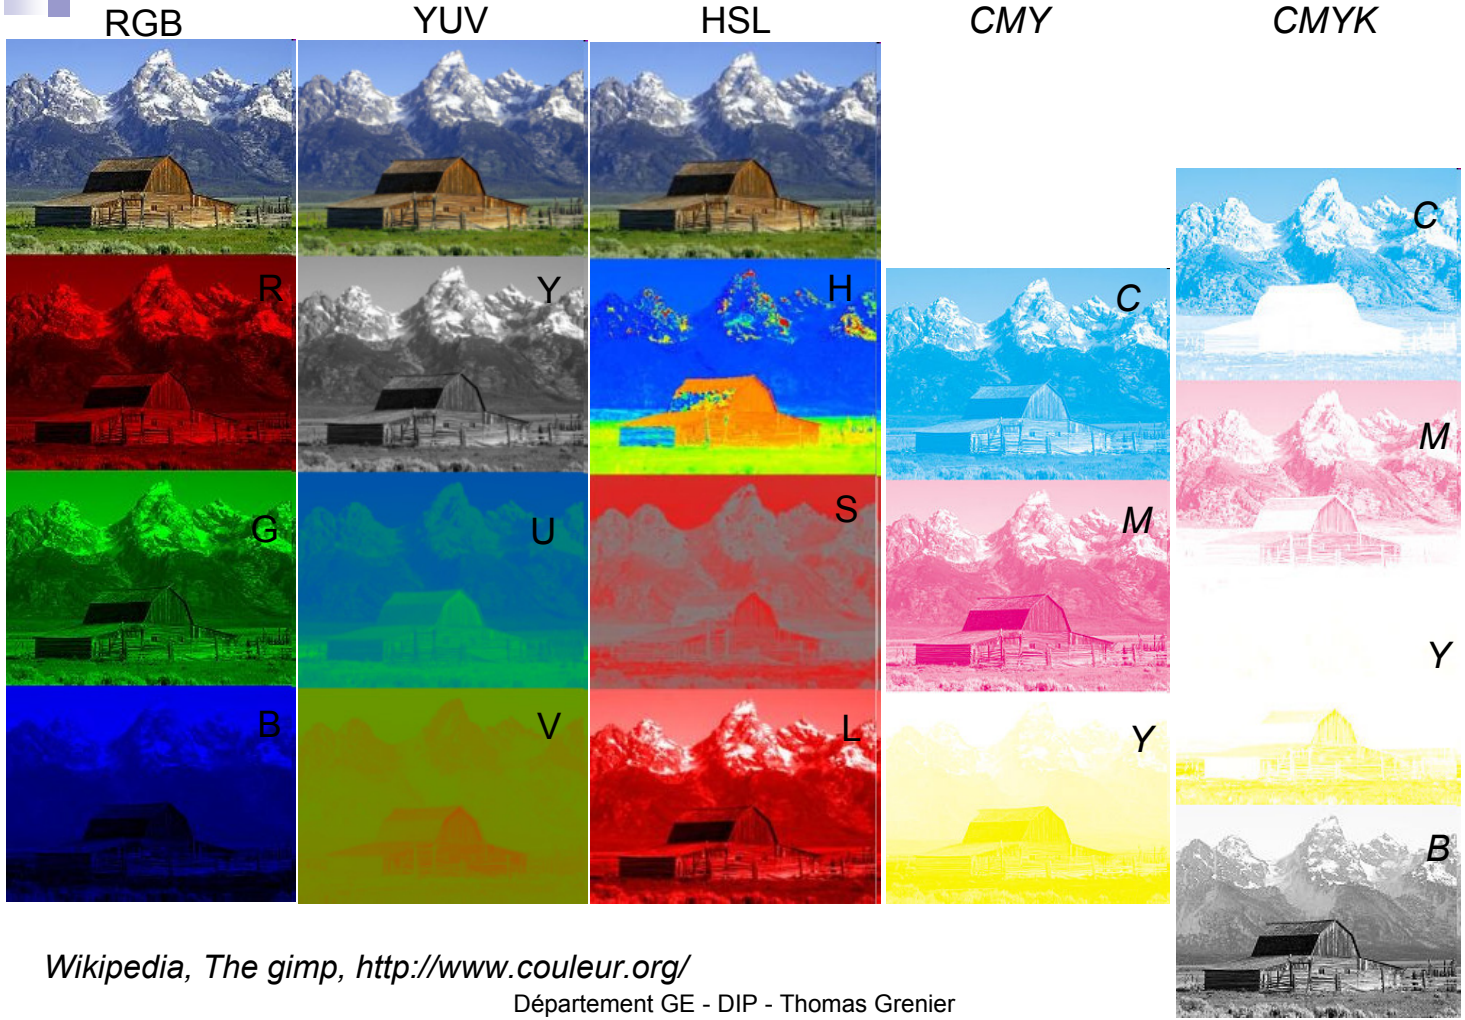 RGB YUV HSL CMY CMYK
C
R Y H C
M
G U S M
Y
B V L Y
B
Wikipedia, The gimp, http://www.couleur.org/
Département GE - DIP - Thomas Grenier